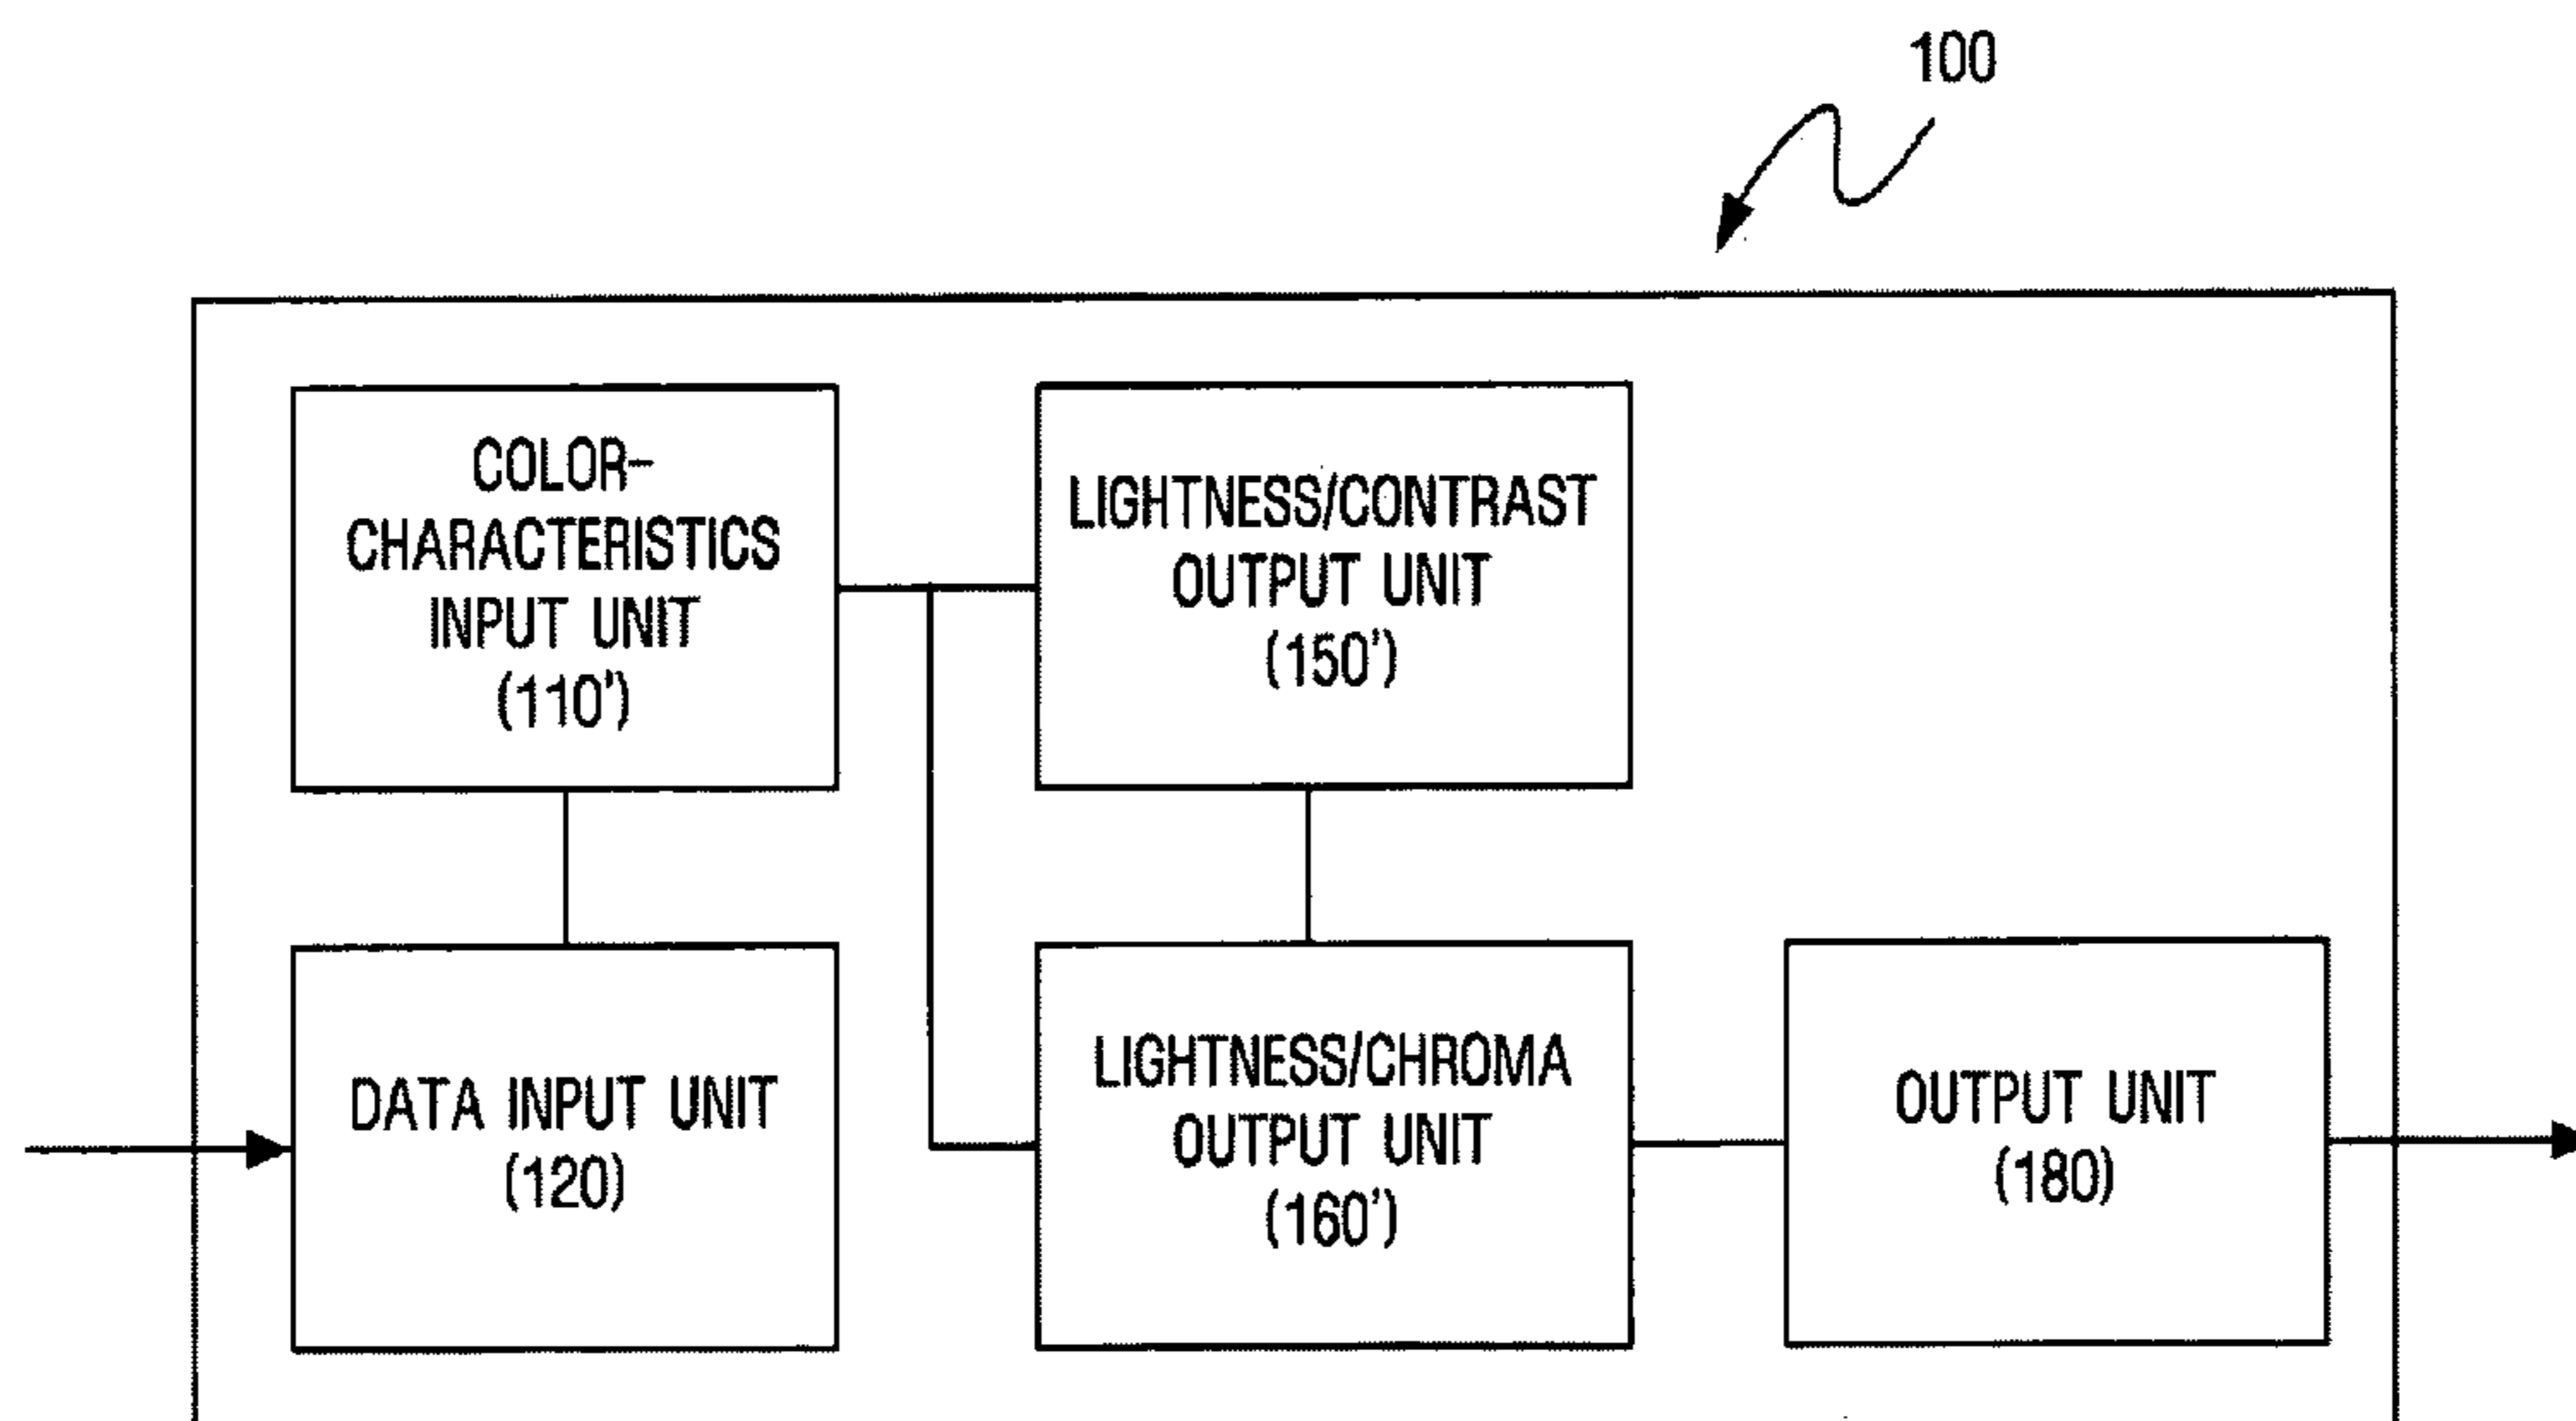 100
COLOR-
CHARACTERISTICS
INPUT UNIT
(110')
LIGHTNESS/CONTRAST
OUTPUT UNIT
(150')
DATA INPUT UNIT
(120)
LIGHTNESS/CHROMA
OUTPUT UNIT
(160')
OUTPUT UNIT
(180)